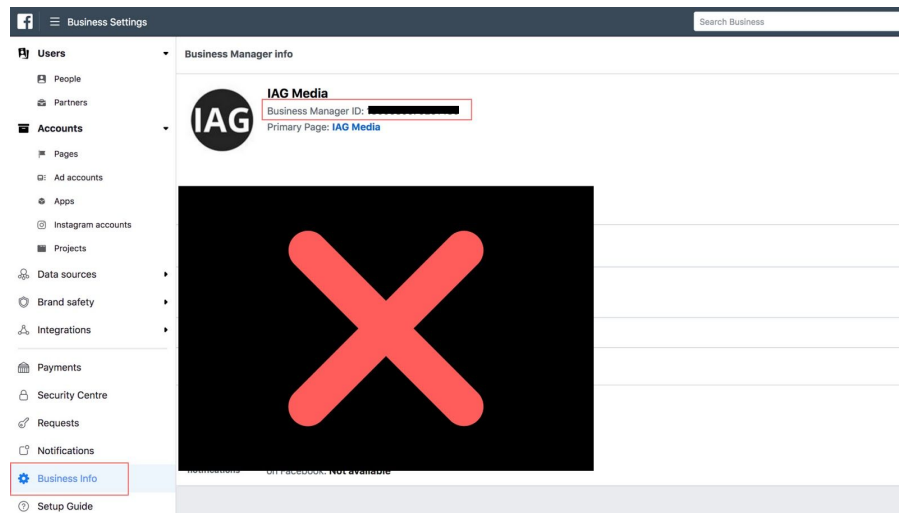 Business Settings
Search Business
Users
People
Partners
Accounts
Pages
Ad accounts
Apps
Instagram accounts
Projects
Data sources
Brand safety
Integrations
Payments
Security Centre
Requests
Notifications
Business Info
Setup Guide
Business Manager info
IAG
IAG Media
Business Manager ID:
Primary Page: IAG Media
notifications
on Facebook: Not available